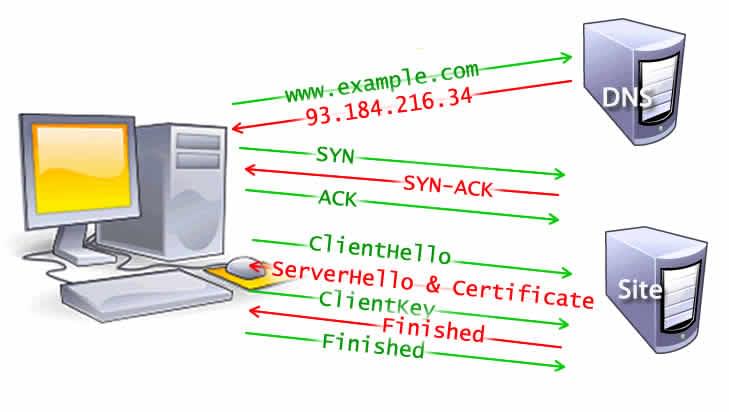 www.example.com
93.184.216.34
DNS
SYN
SYN-ACK
ACK
ClientHello
ServerHello & Certificate
Site
ClientKey
Finished
Finished